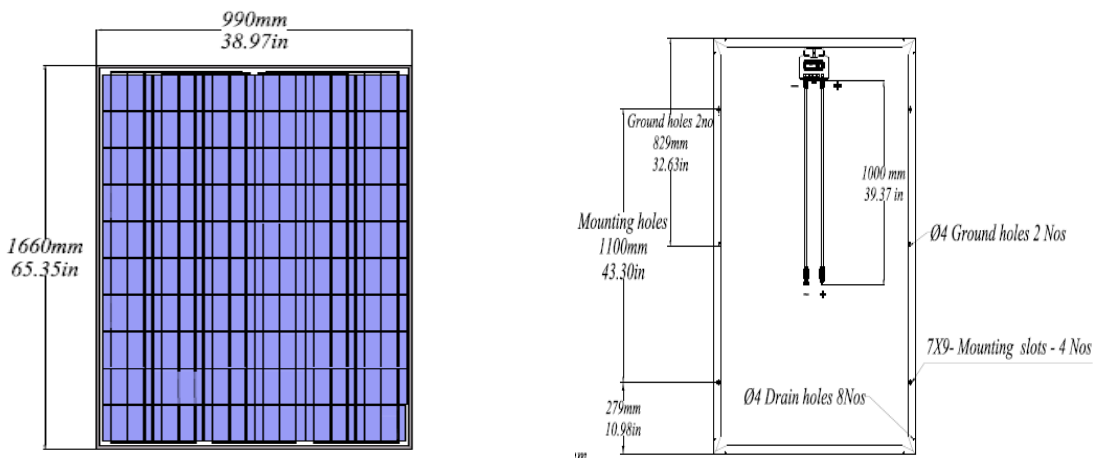 990mm
38.97in
1660mm
65.35in
Ground holes 2no
829mm
32.63in
Mounting holes
1100mm
43.30in
279mm
10.98in
- +
1000 mm
39.37 in
- +
Ø4 Ground holes 2 Nos
7X9- Mounting slots - 4 Nos
Ø4 Drain holes 8Nos